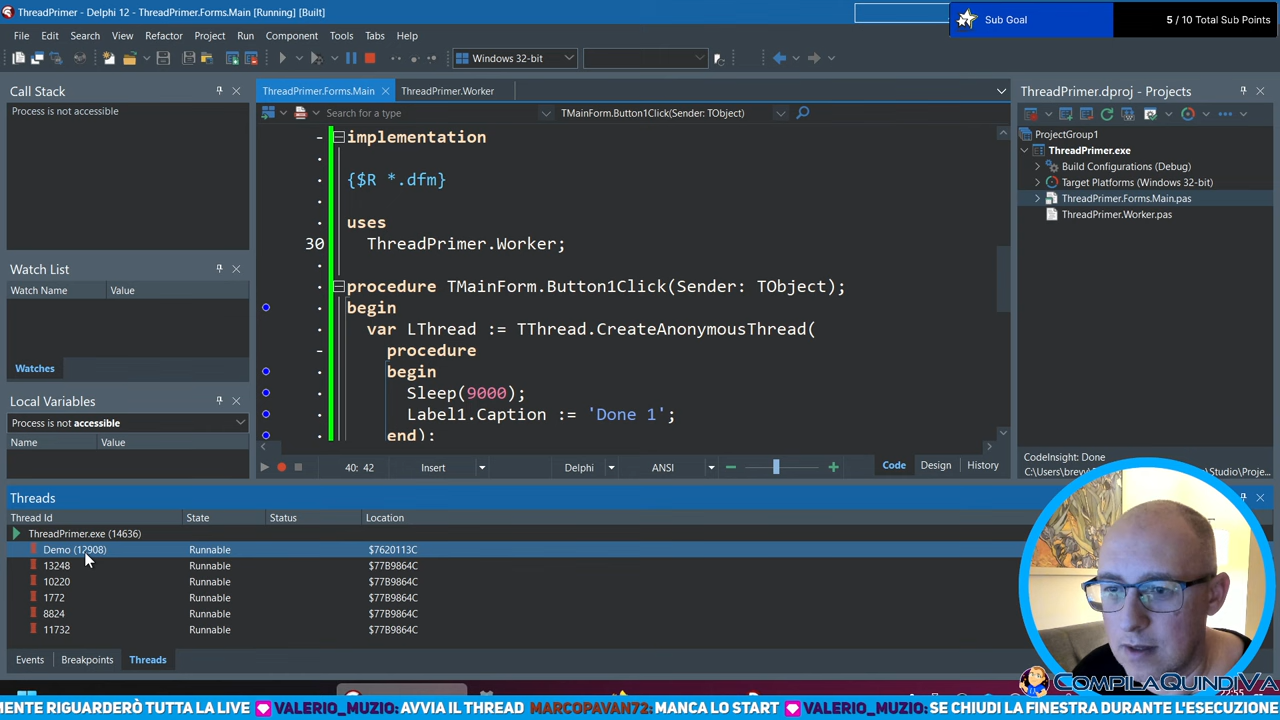 ThreadPrimer - Delphi 12 - ThreadPrimer.Forms.Main [Running] [Built]
Sub Goal
5 / 10 Total Sub Points
File Edit Search View Refactor Project Run Component Tools Tabs Help
Windows 32-bit
Call Stack
Process is not accessible
ThreadPrimer.Forms.Main
ThreadPrimer.Worker
Search for a type
TMainForm.Button1Click(Sender: TObject)
implementation
{$R *.dfm}
uses
30
ThreadPrimer.Worker;
procedure TMainForm.Button1Click(Sender: TObject);
begin
var LThread := TThread.CreateAnonymousThread(
procedure
begin
Sleep(9000);
Label1.Caption := 'Done 1';
end);
40: 42
Insert
Delphi
ANSI
Code
Design
History
ThreadPrimer.dproj - Projects
ProjectGroup1
ThreadPrimer.exe
Build Configurations (Debug)
Target Platforms (Windows 32-bit)
ThreadPrimer.Forms.Main.pas
ThreadPrimer.Worker.pas
CodeInsight: Done
Watch List
Watch Name Value
Watches
Local Variables
Process is not accessible
Name Value
Threads
Thread Id State Status Location
ThreadPrimer.exe (14636)
Demo (12908) Runnable $7620113C
13248 Runnable $77B9864C
10220 Runnable $77B9864C
1772 Runnable $77B9864C
8824 Runnable $77B9864C
11732 Runnable $77B9864C
Events Breakpoints Threads
COMPILAQUINDIVA
MENTE RIGUARDERÒ TUTTA LA LIVE VALERIO_MUZIO: AVVIA IL THREAD MARCOPAVAN72: MANCA LO START VALERIO_MUZIO: SE CHIUDI LA FINESTRA DURANTE L'ESECUZIONE